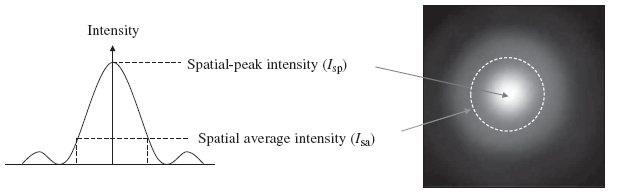 Intensity
Spatial-peak intensity (Isp)
Spatial average intensity (Isa)